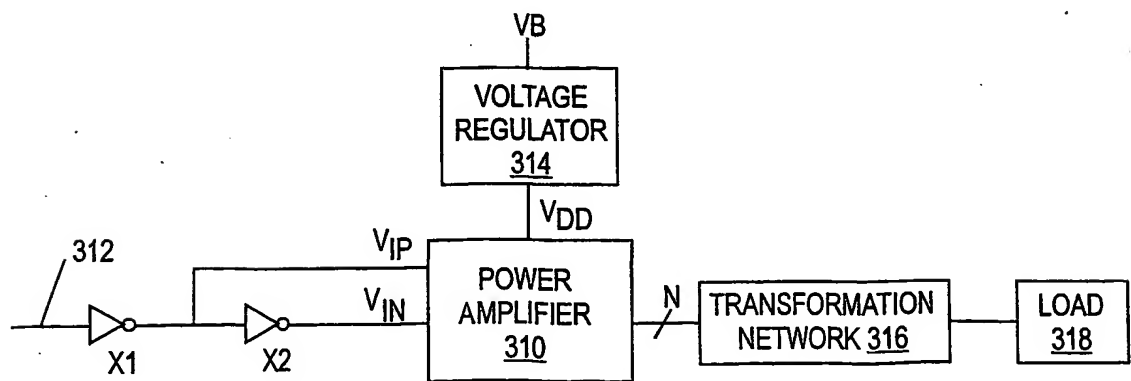 VB
VOLTAGE
REGULATOR
314
VDD
312
VIP
VIN
X1
X2
POWER
AMPLIFIER
310
N
TRANSFORMATION
NETWORK 316
LOAD
318